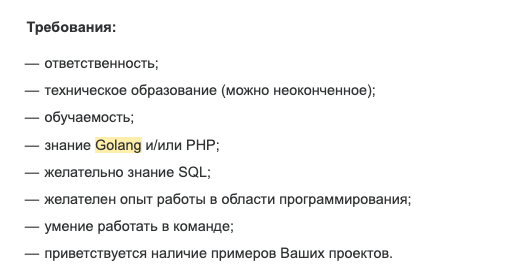 Требования:
— ответственность;
— техническое образование (можно неоконченное);
— обучаемость;
— знание Golang и/или PHP;
— желательно знание SQL;
— желателен опыт работы в области программирования;
— умение работать в команде;
— приветствуется наличие примеров Ваших проектов.